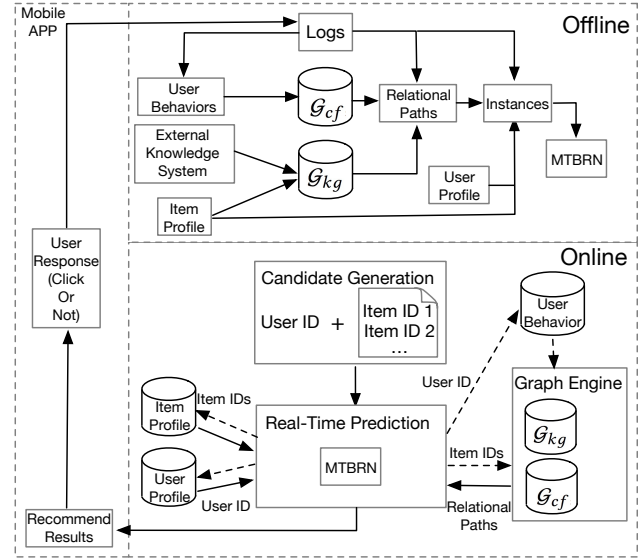 Mobile
APP
Logs
Offline
User
Behaviors
𝒢cf
Relational
Paths
Instances
External
Knowledge
System
𝒢kg
User
Profile
MTBRN
Item
Profile
User
Response
(Click
Or
Not)
Online
Candidate Generation
User ID +
Item ID 1
Item ID 2
...
User
Behavior
User ID
Graph Engine
Item
Profile
Item IDs
Real-Time Prediction
MTBRN
𝒢kg
Item IDs
User
Profile
User ID
𝒢cf
Relational
Paths
Recommend
Results